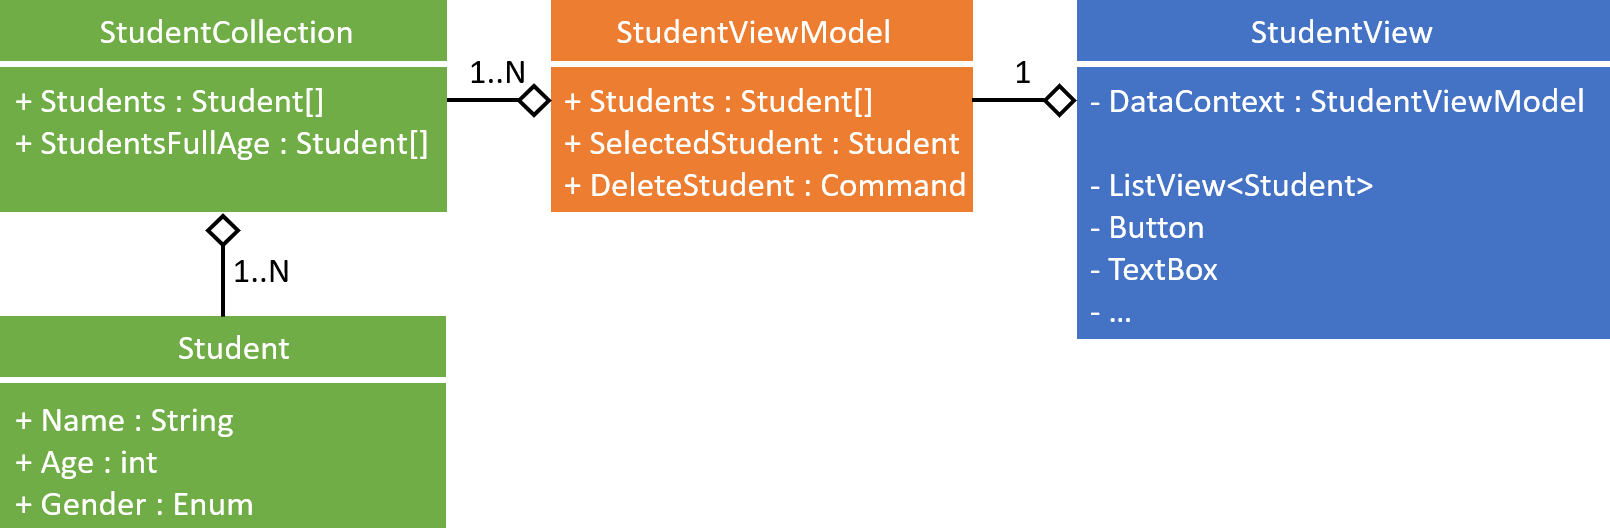 StudentCollection
+ Students : Student[]
+ StudentsFullAge : Student[]
1..N
StudentViewModel
+ Students : Student[]
+ SelectedStudent : Student
+ DeleteStudent : Command
1
StudentView
- DataContext : StudentViewModel
- ListView<Student>
- Button
- TextBox
- ...
1..N
Student
+ Name : String
+ Age : int
+ Gender : Enum